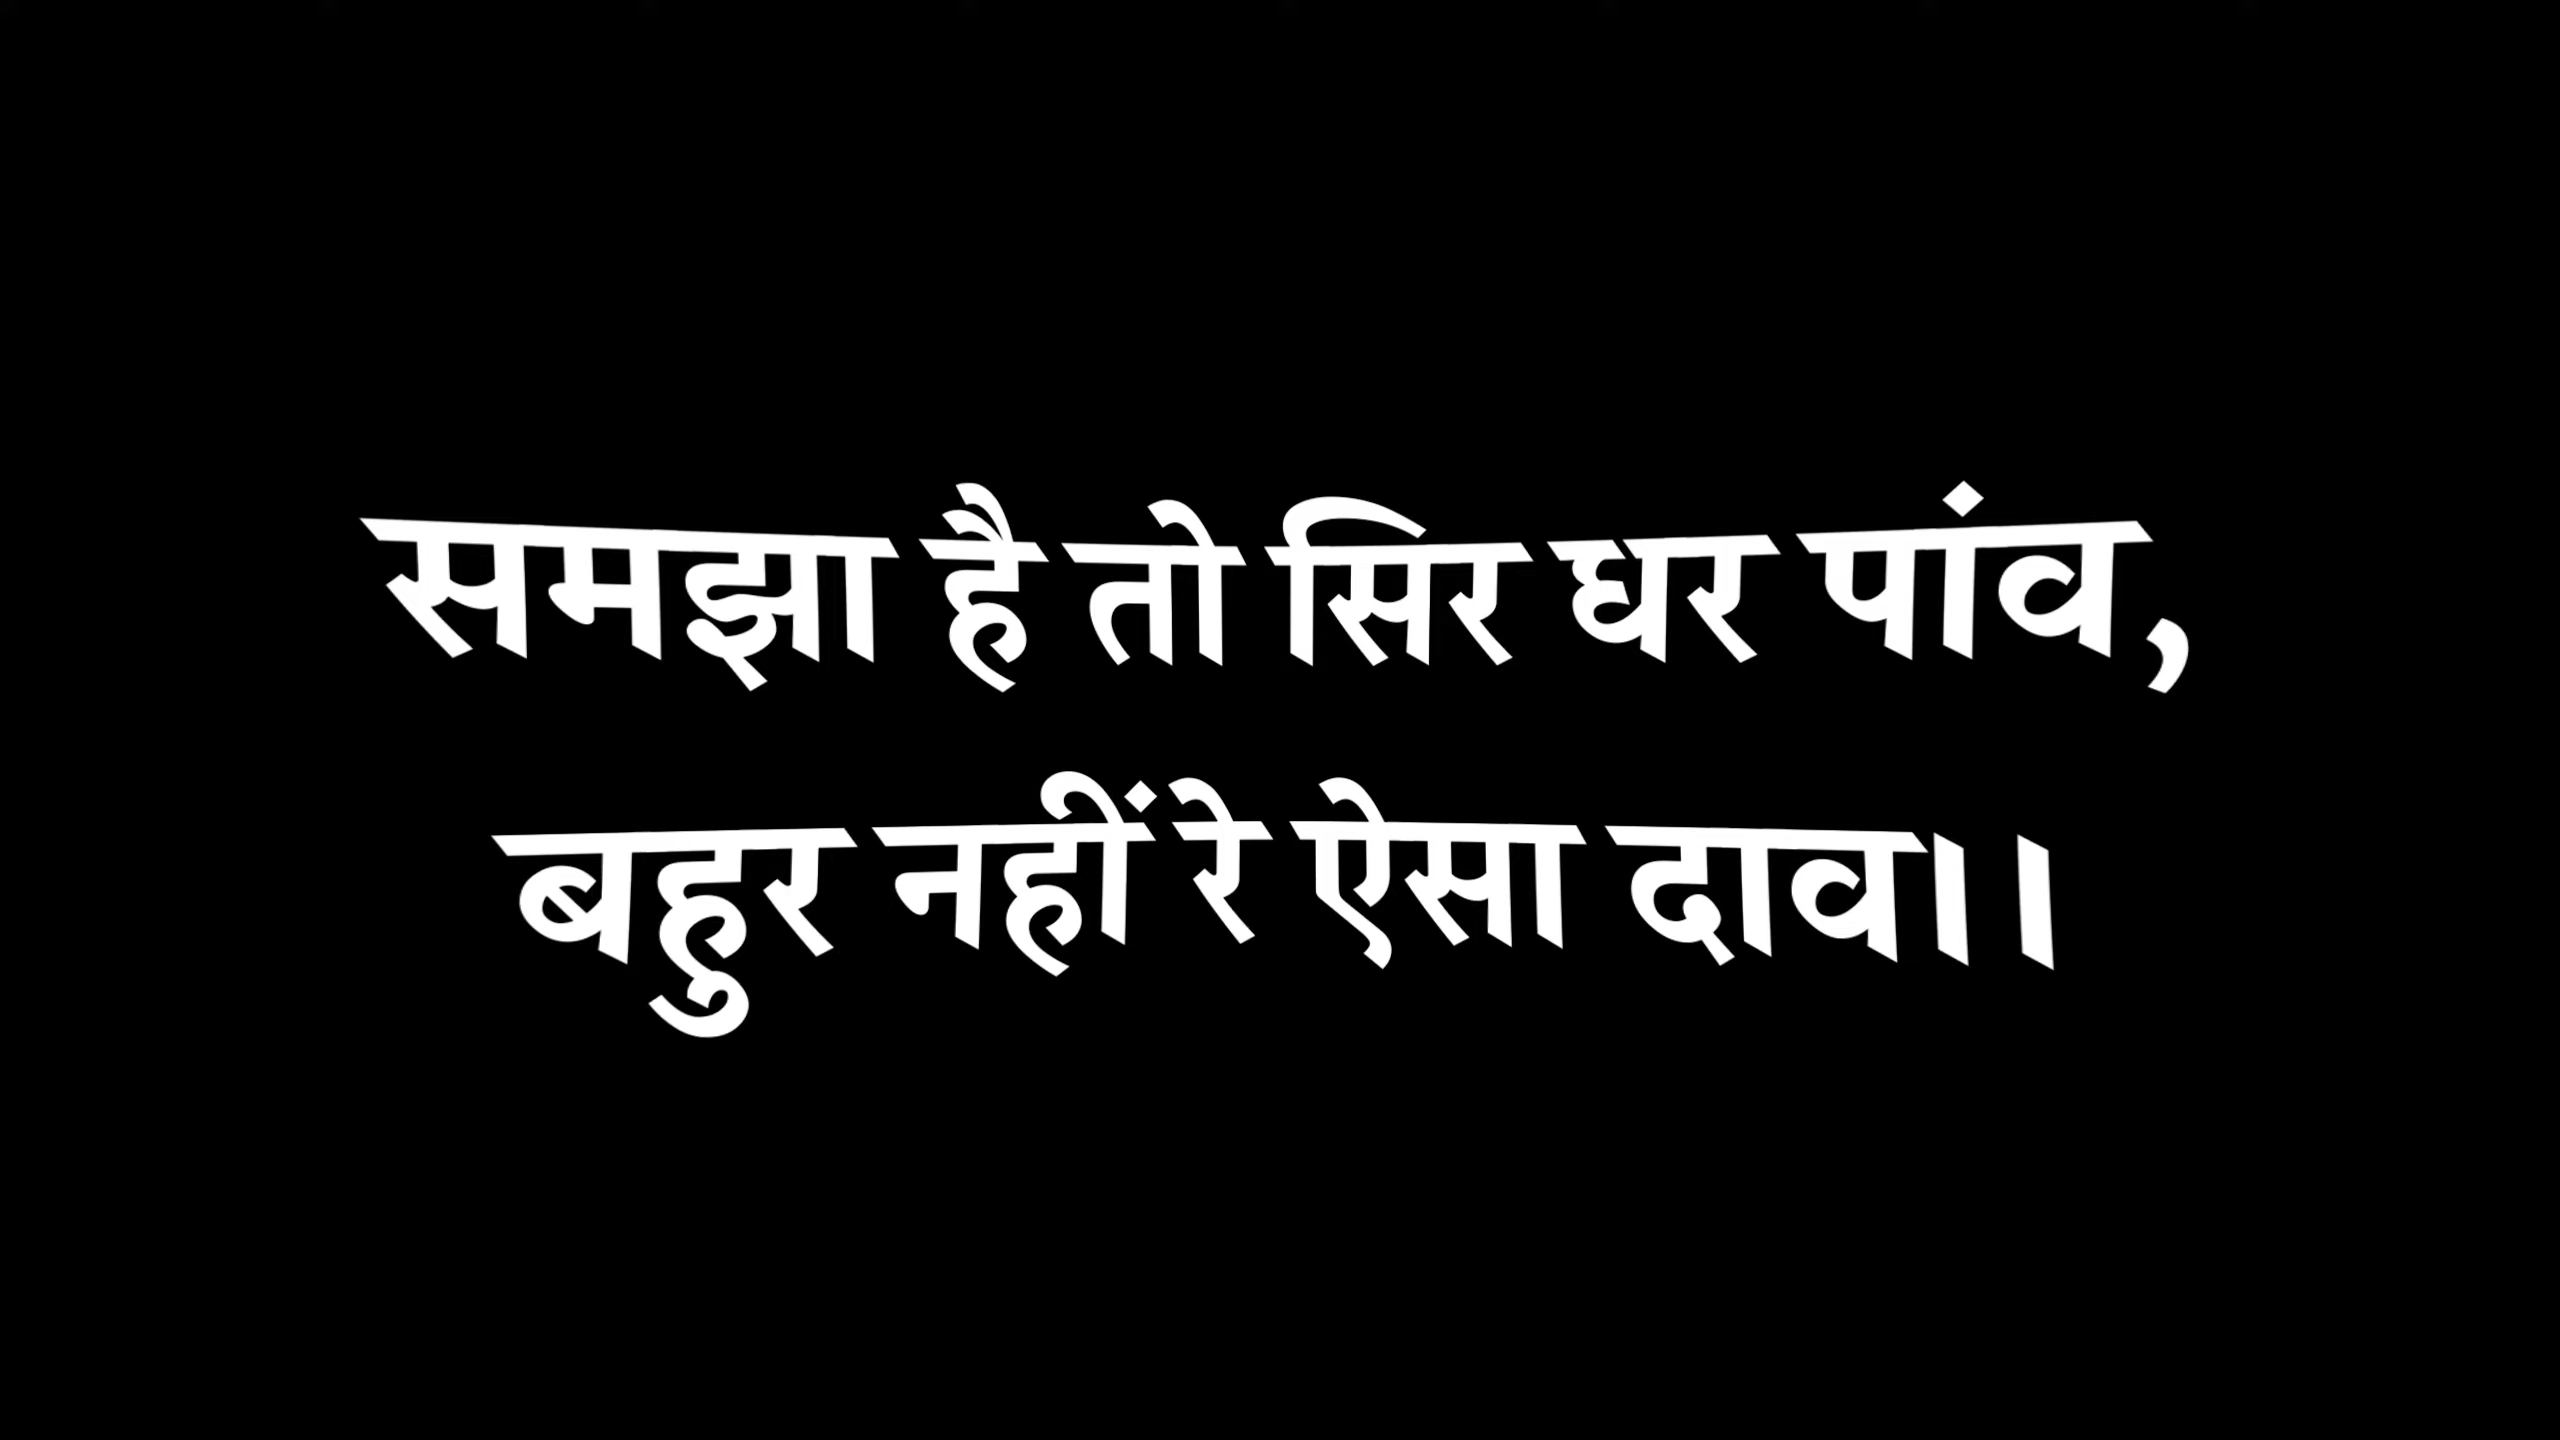 समझा है तो सिर धर पांव,
बहुर नहीं रे ऐसा दाव।।